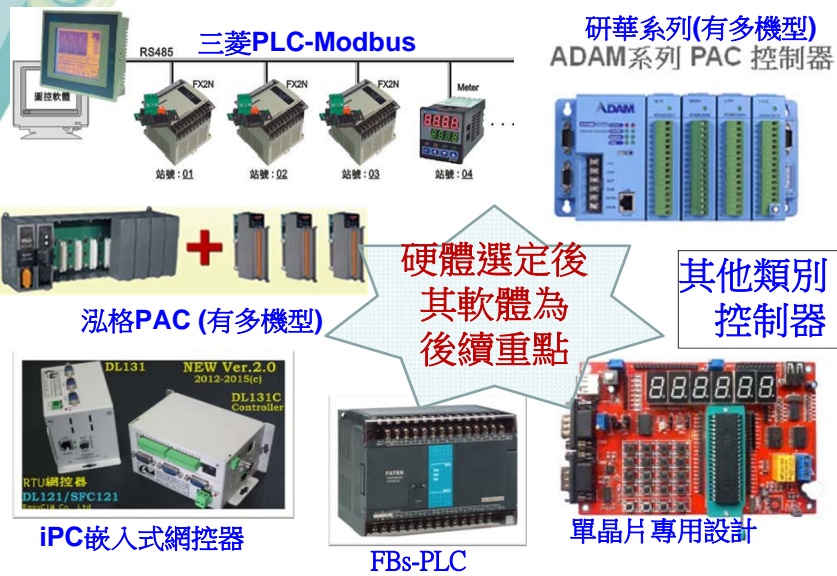 三菱PLC-Modbus
RS485
圖控軟體
FX2N
FX2N
FX2N
Meter
站號 : 01
站號 : 02
站號 : 03
站號 : 04
研華系列(有多機型)
ADAM系列 PAC 控制器
ADAM
泓格PAC (有多機型)
硬體選定後
其軟體為
後續重點
其他類別
控制器
DL131
NEW Ver.2.0
2012-2015(c)
DL131C
Controller
RTU網控器
DL121/SFC121
EasyCIM Co. Ltd
iPC嵌入式網控器
FATEK
FBs-PLC
單晶片專用設計